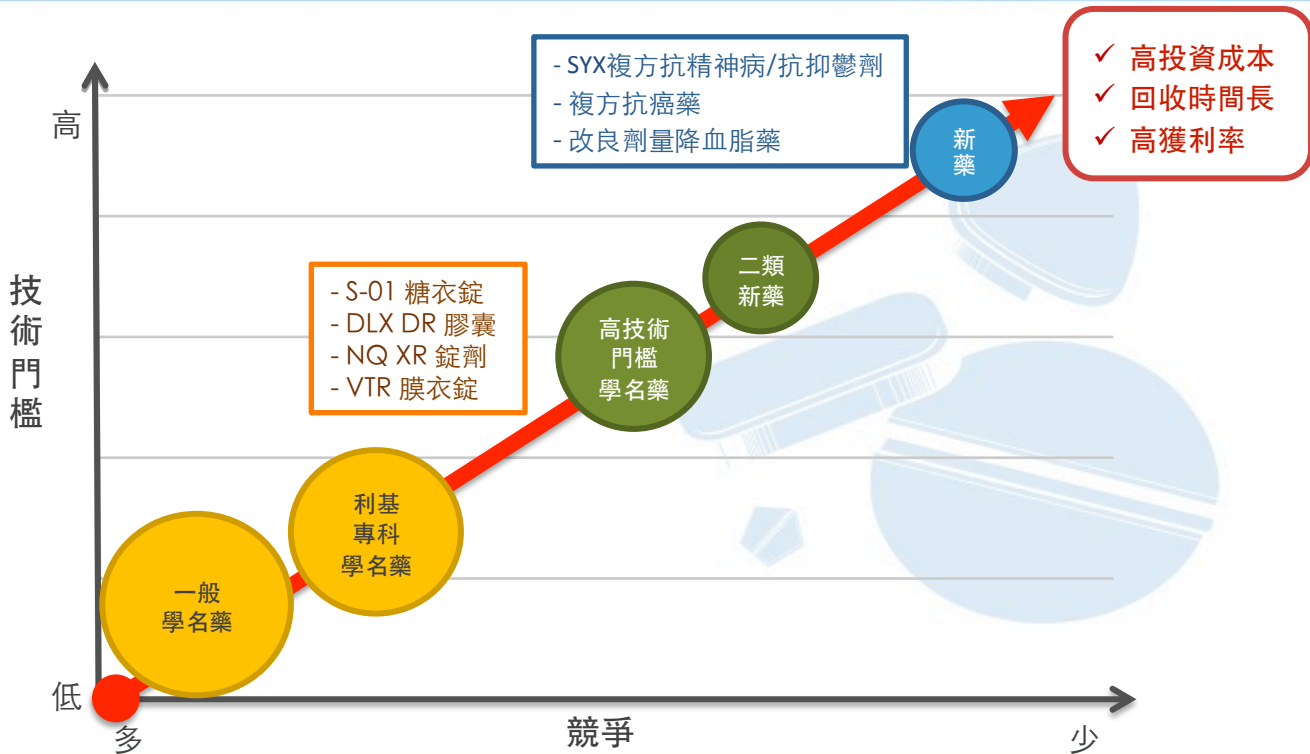 - SYX複方抗精神病/抗抑鬱劑
- 複方抗癌藥
- 改良劑量降血脂藥
✓ 高投資成本
✓ 回收時間長
✓ 高獲利率
高
新
藥
二類
新藥
技
術
門
檻
- S-01 糖衣錠
- DLX DR 膠囊
- NQ XR 錠劑
- VTR 膜衣錠
高技術
門檻
學名藥
利基
專科
學名藥
一般
學名藥
低
多
競爭
少